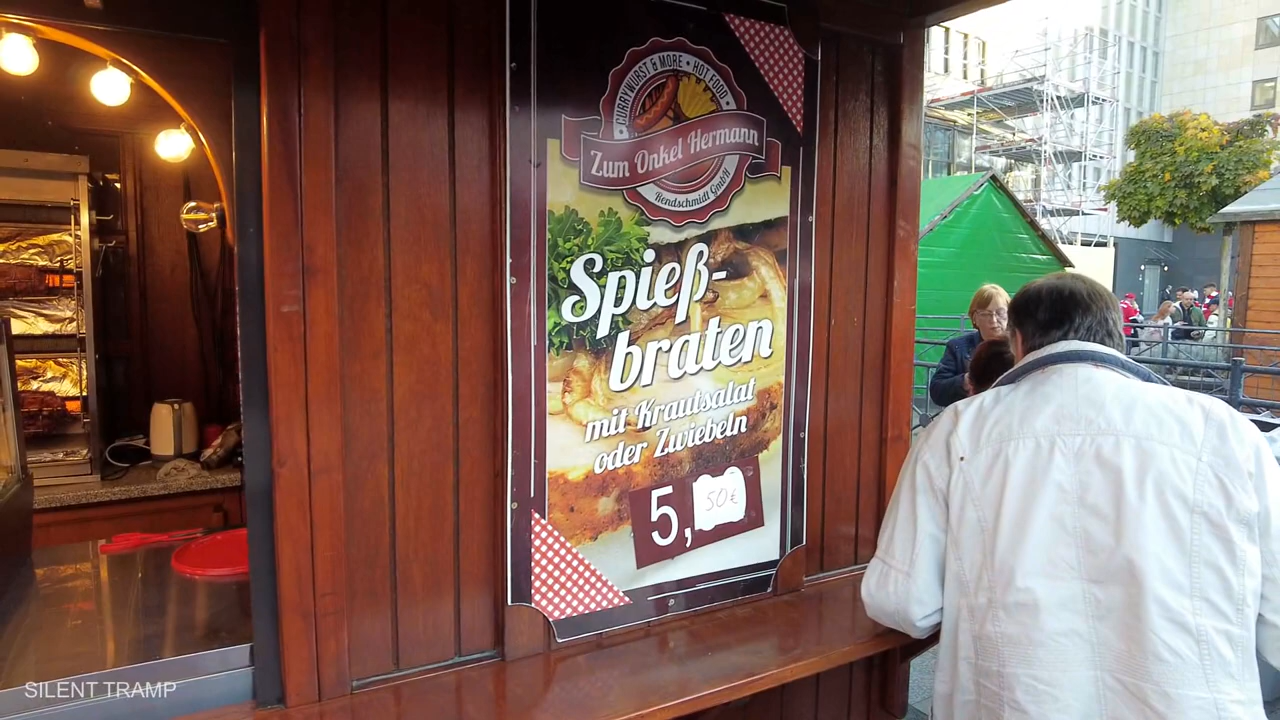 CURRYWURST & MORE • HOT FOOD •
Zum Onkel Hermann
Rendschmidt GmbH
Spieß-
braten
mit Krautsalat
oder Zwiebeln
5, 50€
SILENT TRAMP